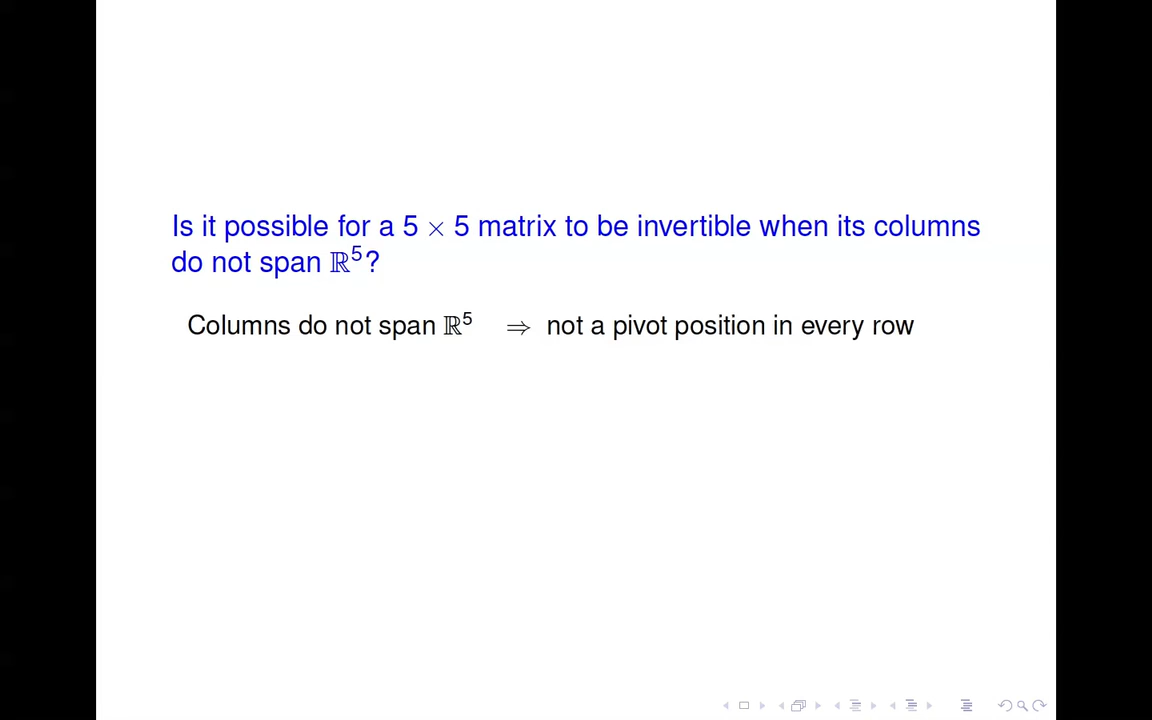 Is it possible for a 5 × 5 matrix to be invertible when its columns
do not span ℝ⁵?
Columns do not span ℝ⁵ ⇒ not a pivot position in every row